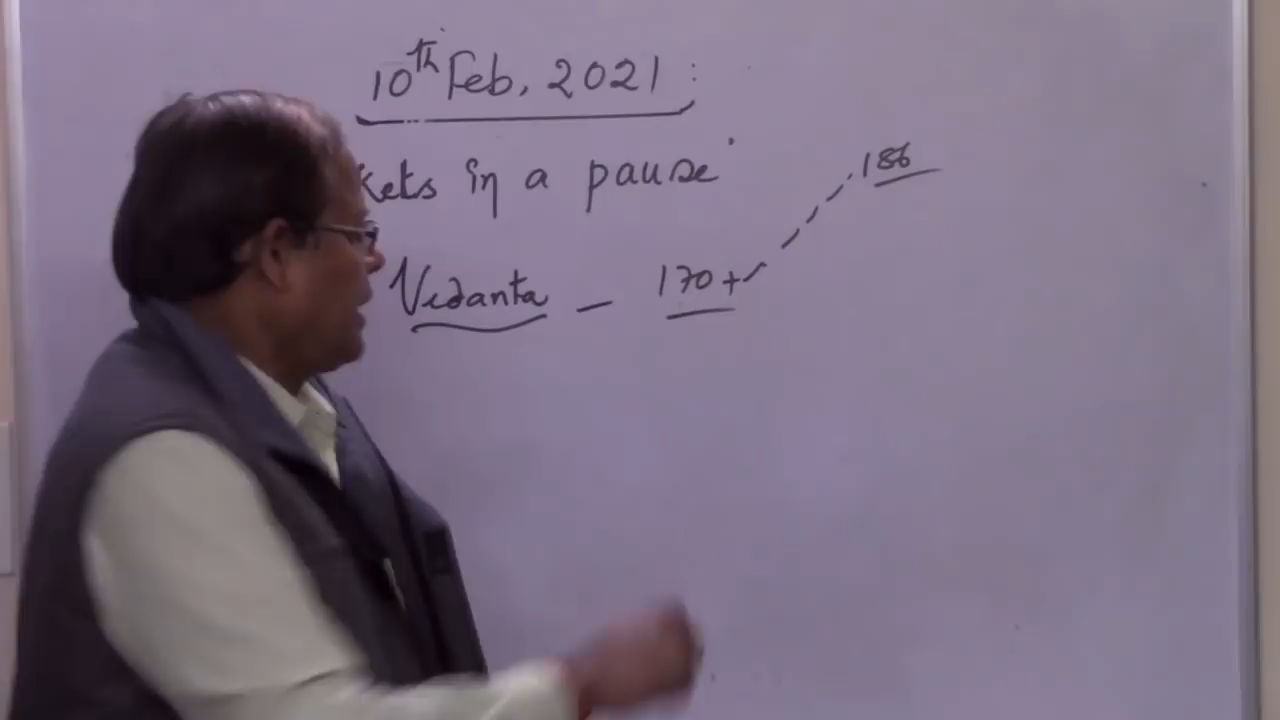 10th Feb, 2021 :
kets in a pause
186
Vedanta - 170+